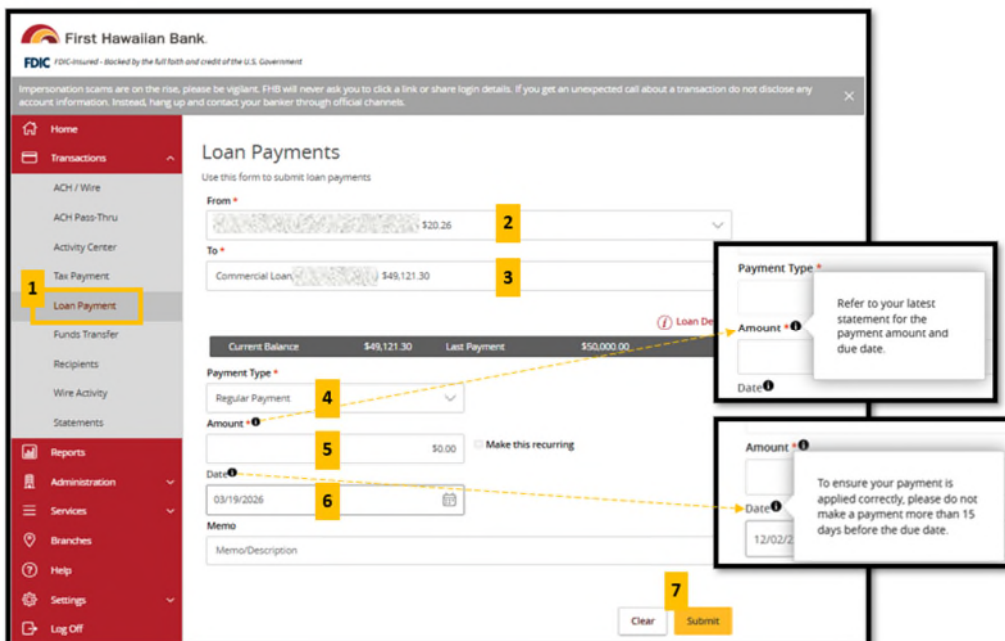 First Hawaiian Bank.
FDIC FDIC-Insured - Backed by the full faith and credit of the U.S. Government
Impersonation scams are on the rise, please be vigilant. FHB will never ask you to click a link or share login details. If you get an unexpected call about a transaction do not disclose any
account information. Instead, hang up and contact your banker through official channels.
Home
Transactions
ACH / Wire
ACH Pass-Thru
Activity Center
Tax Payment
1
Loan Payment
Funds Transfer
Recipients
Wire Activity
Statements
Reports
Administration
Services
Branches
Help
Settings
Log Off
Loan Payments
Use this form to submit loan payments
From *
$20.26
2
To *
Commercial Loan $49,121.30
3
Loan De
Current Balance $49,121.30 Last Payment $50,000.00
Payment Type *
Regular Payment
4
Amount *
5
$0.00
Make this recurring
Date
03/19/2026
6
Memo
Memo/Description
7
Clear
Submit
Payment Type *
Amount *
Date
Refer to your latest
statement for the
payment amount and
due date.
Amount *
Date
12/02/2
To ensure your payment is
applied correctly, please do not
make a payment more than 15
days before the due date.